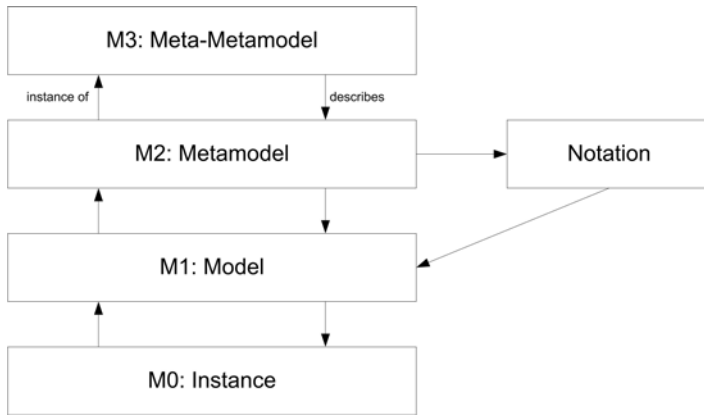 M3: Meta-Metamodel
instance of
describes
M2: Metamodel
Notation
M1: Model
M0: Instance